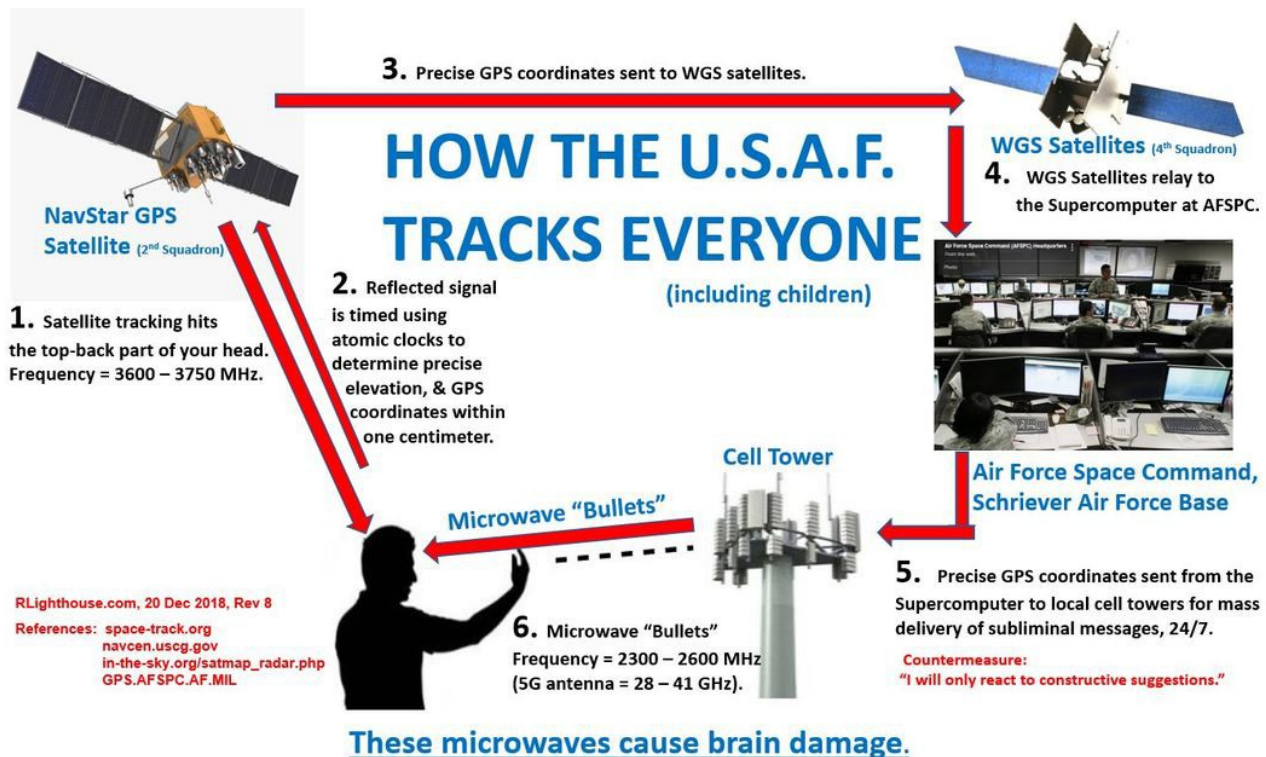 3. Precise GPS coordinates sent to WGS satellites.
HOW THE U.S.A.F.
TRACKS EVERYONE
(including children)
NavStar GPS
Satellite (2nd Squadron)
WGS Satellites (4th Squadron)
4. WGS Satellites relay to
the Supercomputer at AFSPC.
Air Force Space Command (AFSPC) Headquarters
From the web
Photo
1. Satellite tracking hits
the top-back part of your head.
Frequency = 3600 – 3750 MHz.
2. Reflected signal
is timed using
atomic clocks to
determine precise
elevation, & GPS
coordinates within
one centimeter.
Cell Tower
Microwave “Bullets”
Air Force Space Command,
Schriever Air Force Base
5. Precise GPS coordinates sent from the
Supercomputer to local cell towers for mass
delivery of subliminal messages, 24/7.
Countermeasure:
“I will only react to constructive suggestions.”
6. Microwave “Bullets”
Frequency = 2300 – 2600 MHz
(5G antenna = 28 – 41 GHz).
RLighthouse.com, 20 Dec 2018, Rev 8
References: space-track.org
navcen.uscg.gov
in-the-sky.org/satmap_radar.php
GPS.AFSPC.AF.MIL
These microwaves cause brain damage.